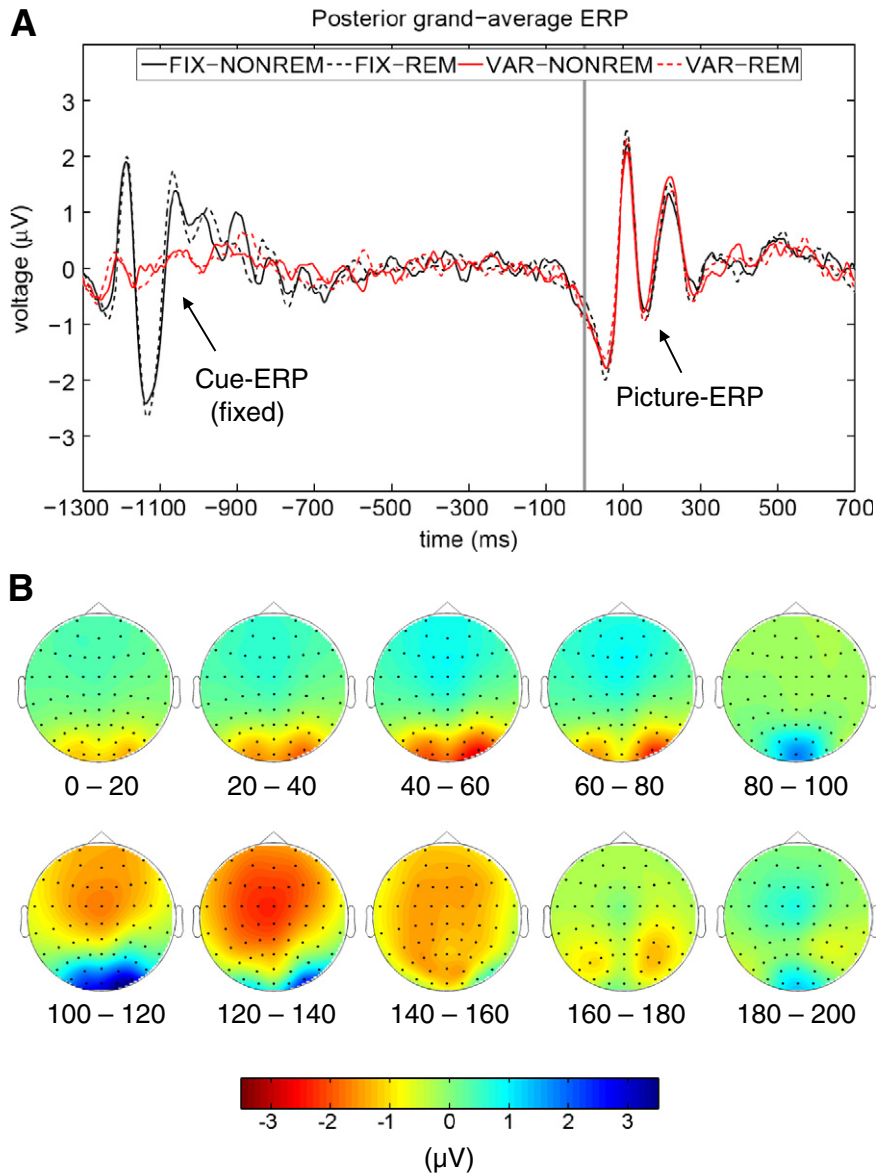 A
Posterior grand−average ERP
FIX−NONREM FIX−REM VAR−NONREM VAR−REM
3
2
1
0
−1
−2
−3
voltage (µV)
Cue-ERP
(fixed)
Picture-ERP
−1300 −1100 −900 −700 −500 −300 −100 100 300 500 700
time (ms)
B
0 – 20 20 – 40 40 – 60 60 – 80 80 – 100
100 – 120 120 – 140 140 – 160 160 – 180 180 – 200
-3 -2 -1 0 1 2 3
(µV)